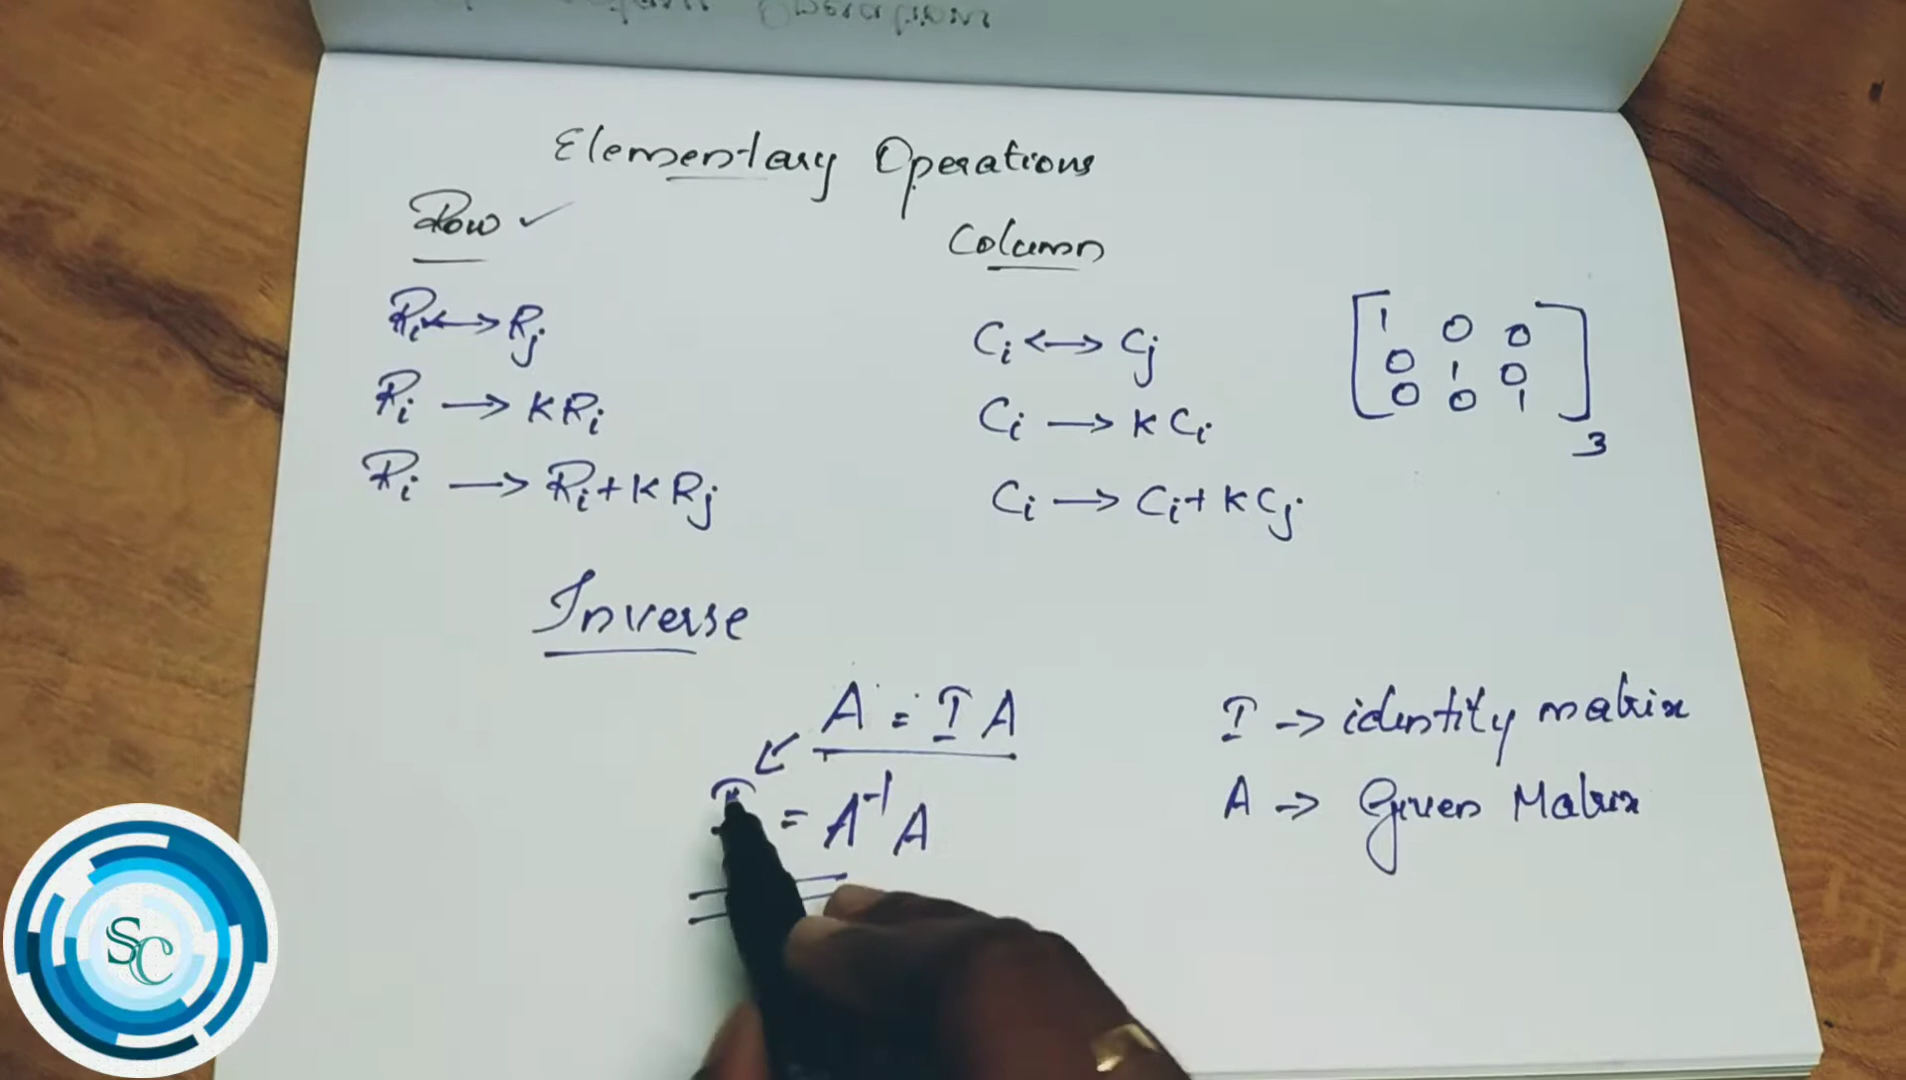 Operations
Elementary Operations
Row ✓
Column
Ri ↔ Rj
Ri → KRi
Ri → Ri+KRj
Ci ↔ Cj
Ci → KCi
Ci → Ci+KCj
1 0 0
0 1 0
0 0 1
3
Inverse
A = IA
I = A⁻¹A
I → identity matrix
A → Given Matrix
SC